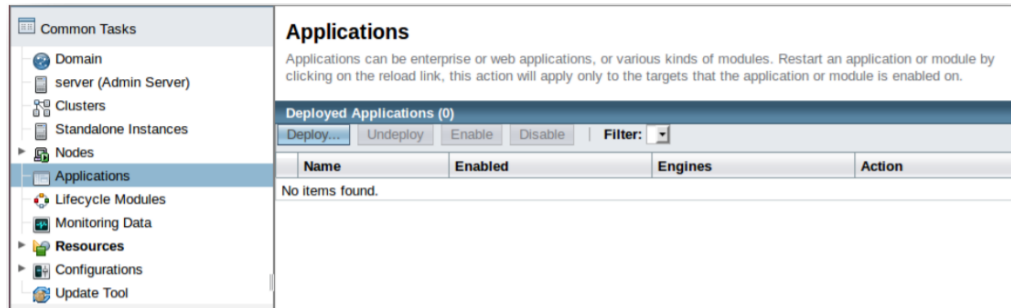 Common Tasks
Domain
server (Admin Server)
Clusters
Standalone Instances
Nodes
Applications
Lifecycle Modules
Monitoring Data
Resources
Configurations
Update Tool
Applications
Applications can be enterprise or web applications, or various kinds of modules. Restart an application or module by
clicking on the reload link, this action will apply only to the targets that the application or module is enabled on.
Deployed Applications (0)
Deploy... Undeploy Enable Disable | Filter:
Name Enabled Engines Action
No items found.